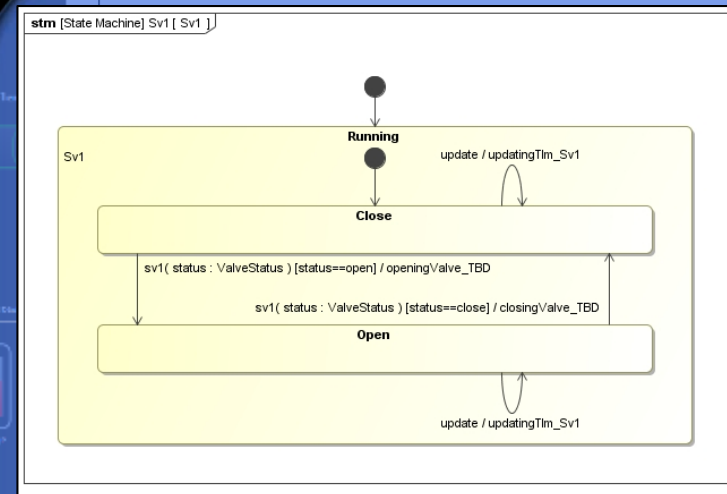 stm [State Machine] Sv1 [ Sv1 ]
Running
Sv1
update / updatingTlm_Sv1
Close
sv1( status : ValveStatus ) [status==open] / openingValve_TBD
sv1( status : ValveStatus ) [status==close] / closingValve_TBD
Open
update / updatingTlm_Sv1